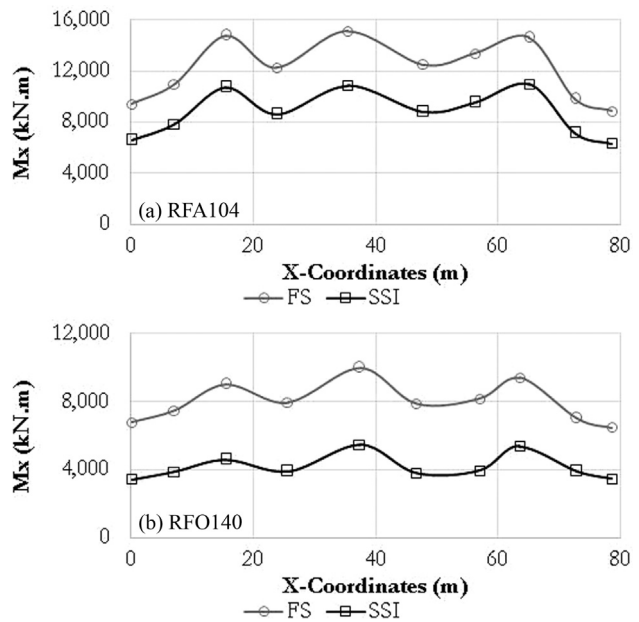 16,000
12,000
8,000
4,000
0
Mx (kN.m)
(a) RFA104
0 20 40 60 80
X-Coordinates (m)
FS SSI
12,000
8,000
4,000
0
Mx (kN.m)
(b) RFO140
0 20 40 60 80
X-Coordinates (m)
FS SSI